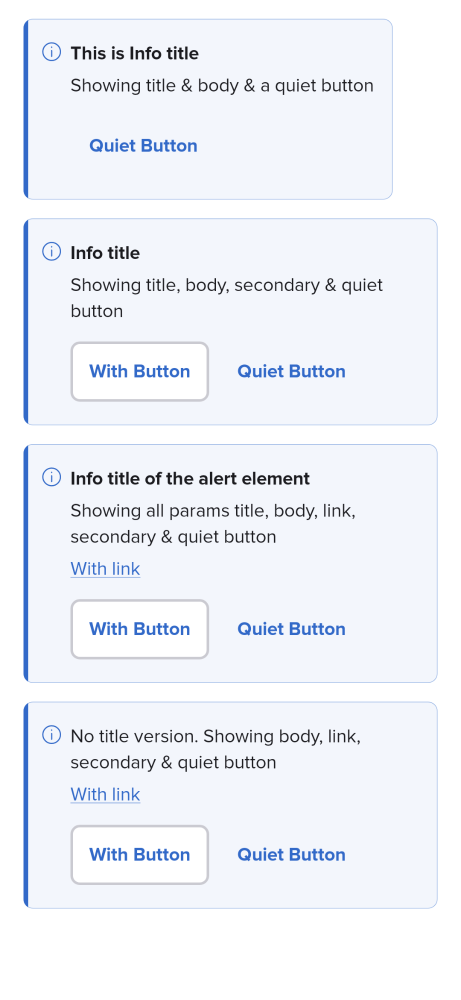 This is Info title
Showing title & body & a quiet button
Quiet Button
Info title
Showing title, body, secondary & quiet
button
With Button
Quiet Button
Info title of the alert element
Showing all params title, body, link,
secondary & quiet button
With link
With Button
Quiet Button
No title version. Showing body, link,
secondary & quiet button
With link
With Button
Quiet Button